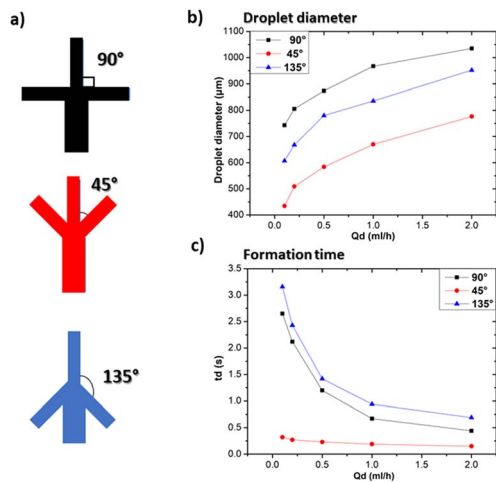 a)
90°
45°
135°
b)
Droplet diameter
1100
1000
900
800
700
600
500
400
Droplet diameter (µm)
90°
45°
135°
0.0 0.5 1.0 1.5 2.0
Qd (ml/h)
c)
Formation time
3.5
3.0
2.5
2.0
1.5
1.0
0.5
0.0
td (s)
90°
45°
135°
0.0 0.5 1.0 1.5 2.0
Qd (ml/h)